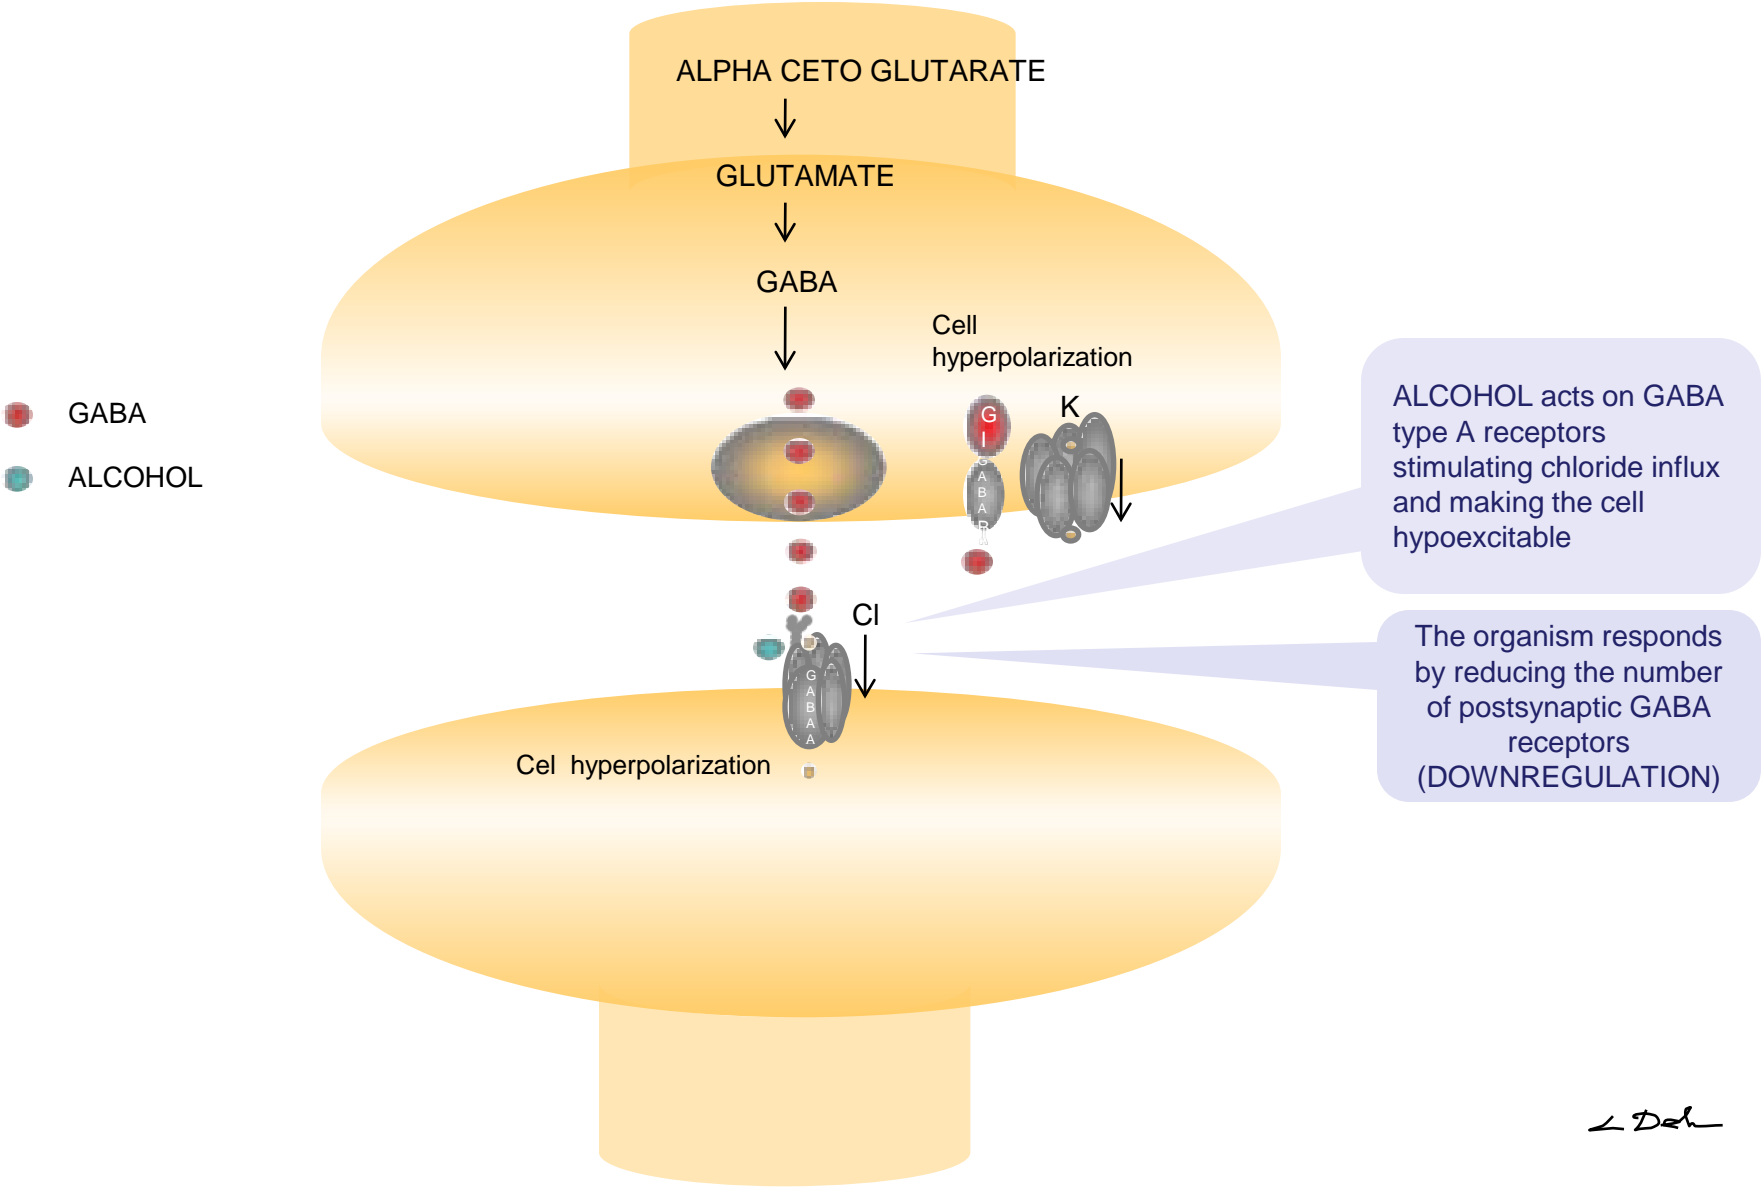 ALPHA CETO GLUTARATE
GLUTAMATE
GABA
Cell
hyperpolarization
G
I
K
G
A
B
A
B
GABA
ALCOHOL
ALCOHOL acts on GABA
type A receptors
stimulating chloride influx
and making the cell
hypoexcitable
Cl
G
A
B
A
A
Cel hyperpolarization
The organism responds
by reducing the number
of postsynaptic GABA
receptors
(DOWNREGULATION)